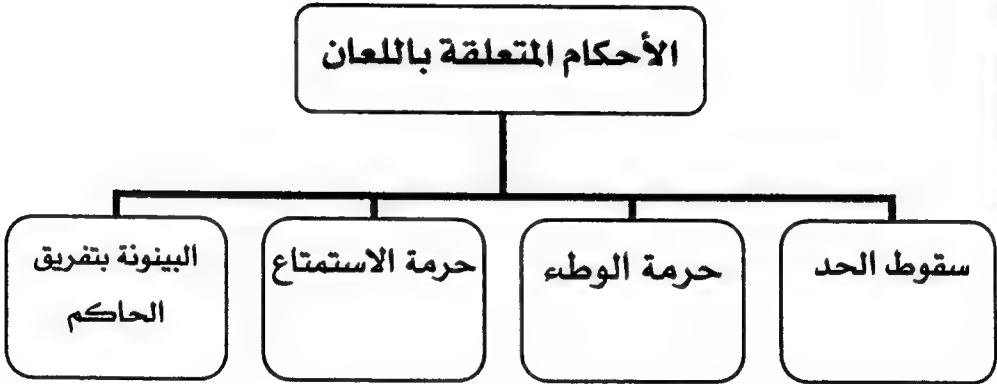 الأحكام المتعلقة باللعان
سقوط الحد
حرمة الوطء
حرمة الاستمتاع
البينونة بتفريق
الحاكم